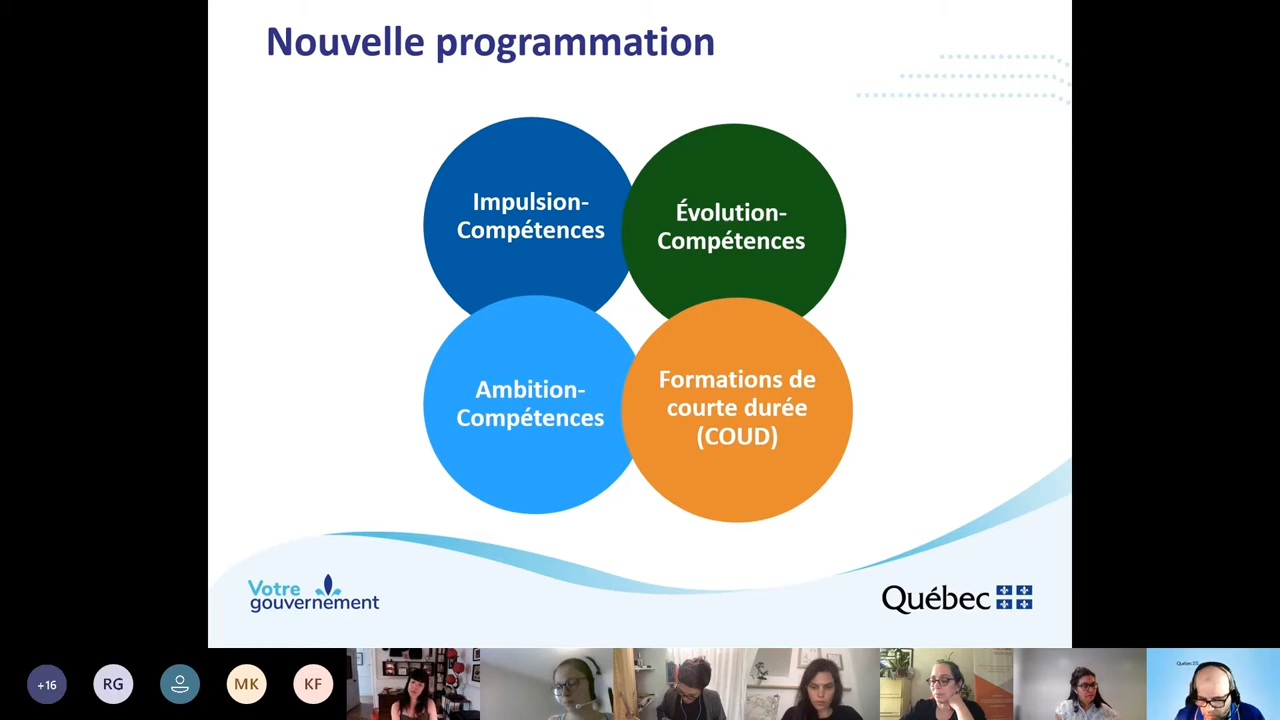 Nouvelle programmation
Impulsion-
Compétences
Évolution-
Compétences
Ambition-
Compétences
Formations de
courte durée
(COUD)
Votre
gouvernement
Québec
+16
RG
MK
KF